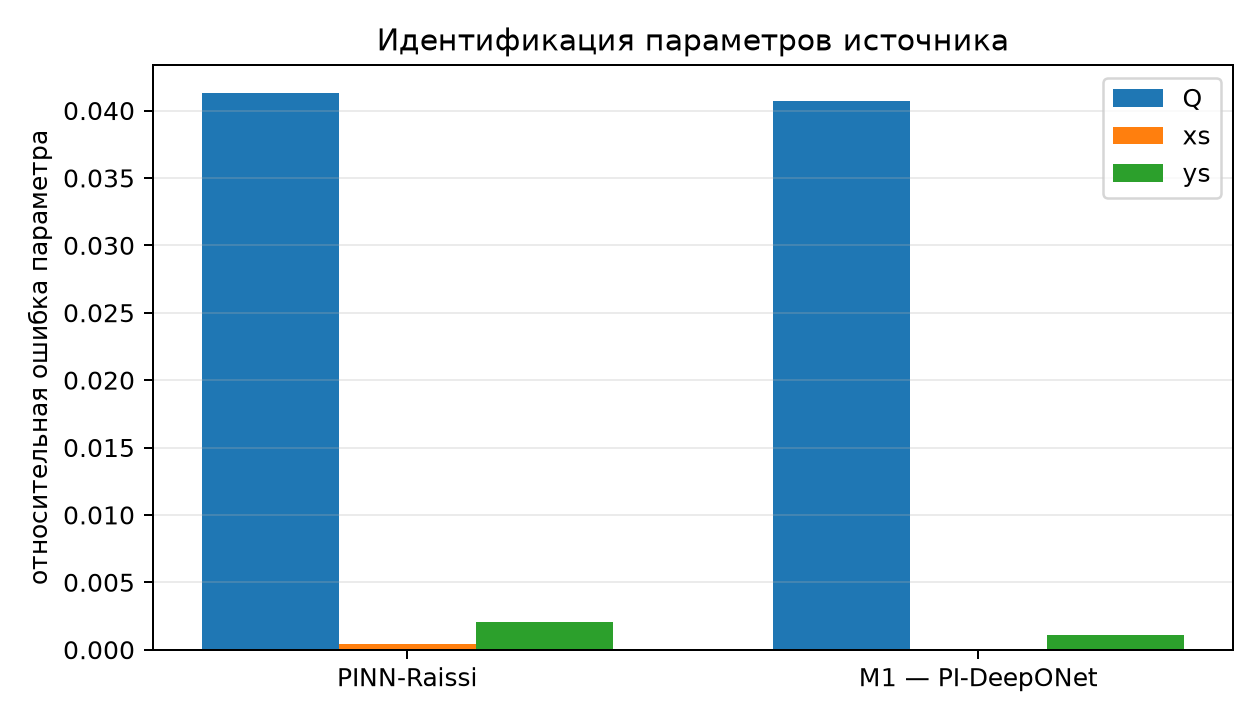 Идентификация параметров источника
относительная ошибка параметра
0.040
0.035
0.030
0.025
0.020
0.015
0.010
0.005
0.000
Q
xs
ys
PINN-Raissi
M1 — PI-DeepONet